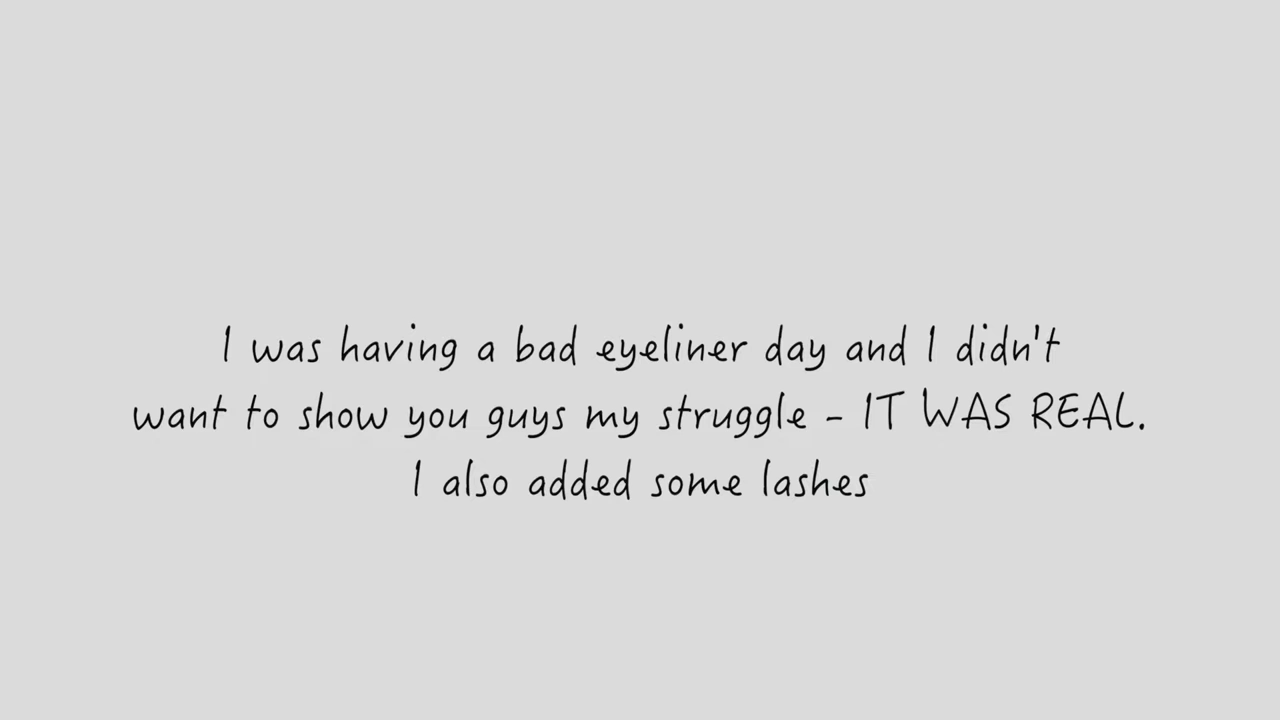 I was having a bad eyeliner day and I didn't
want to show you guys my struggle - IT WAS REAL.
I also added some lashes